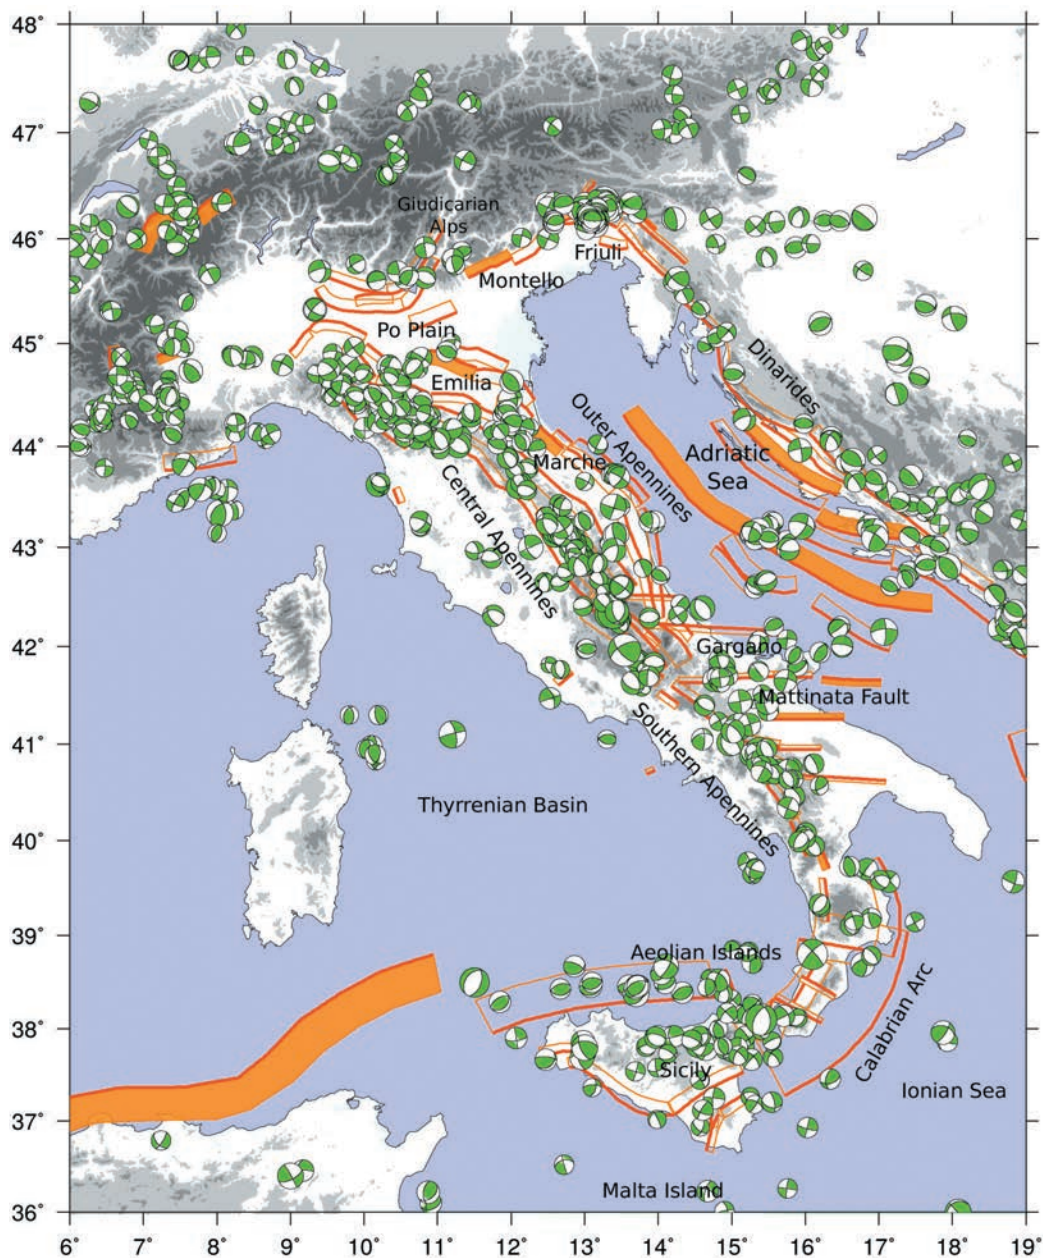 48°
47°
46°
45°
44°
43°
42°
41°
40°
39°
38°
37°
36°
Giudicarian
Alps
Friuli
Montello
Po Plain
Emilia
Dinarides
Outer Apennines
Adriatic
Sea
Marche
Central Apennines
Gargano
Mattinata Fault
Southern Apennines
Thyrrenian Basin
Aeolian Islands
Calabrian Arc
Sicily
Ionian Sea
Malta Island
6° 7° 8° 9° 10° 11° 12° 13° 14° 15° 16° 17° 18° 19°